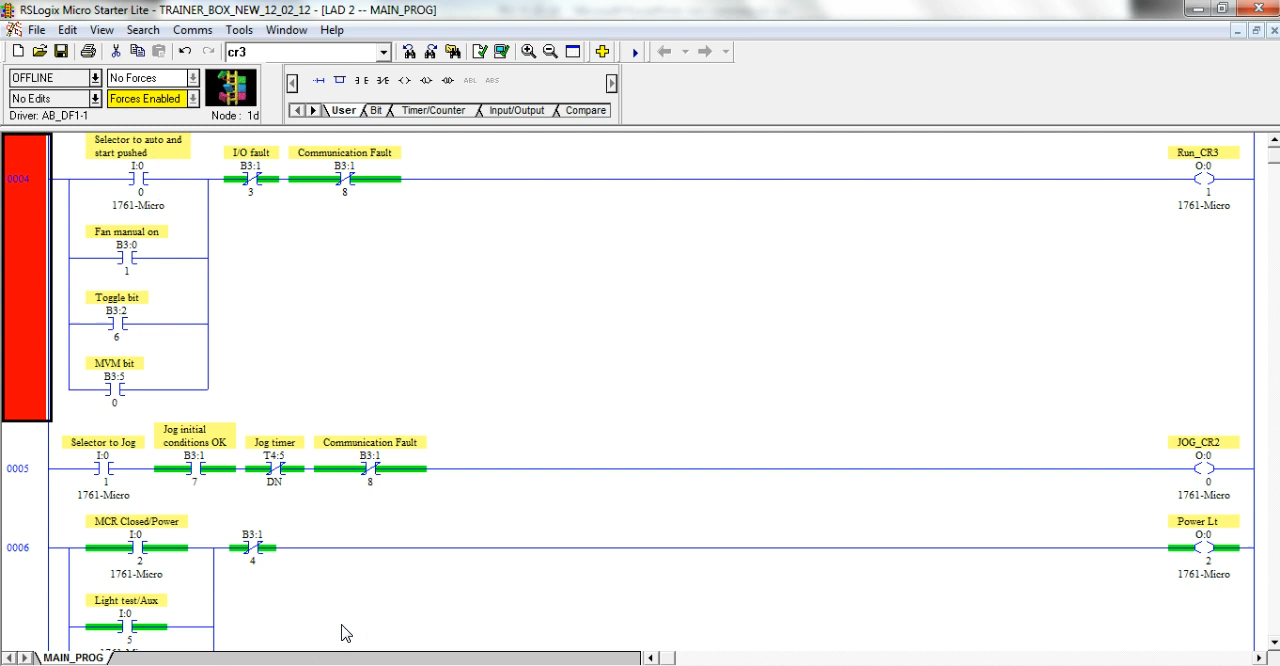 RSLogix Micro Starter Lite - TRAINER_BOX_NEW_12_02_12 - [LAD 2 -- MAIN_PROG]
File Edit View Search Comms Tools Window Help
cr3
OFFLINE No Forces
No Edits Forces Enabled
Driver: AB_DF1-1 Node : 1d
ABL ABS
User Bit Timer/Counter Input/Output Compare
Selector to auto and
start pushed
I:0
0
1761-Micro
I/O fault
B3:1
3
Communication Fault
B3:1
8
Run_CR3
O:0
1
1761-Micro
0004
Fan manual on
B3:0
1
Toggle bit
B3:2
6
MVM bit
B3:5
0
0005
Selector to Jog
I:0
1
1761-Micro
Jog initial
conditions OK
B3:1
7
Jog timer
T4:5
DN
Communication Fault
B3:1
8
JOG_CR2
O:0
0
1761-Micro
0006
MCR Closed/Power
I:0
2
1761-Micro
B3:1
4
Power Lt
O:0
2
1761-Micro
Light test/Aux
I:0
5
MAIN_PROG